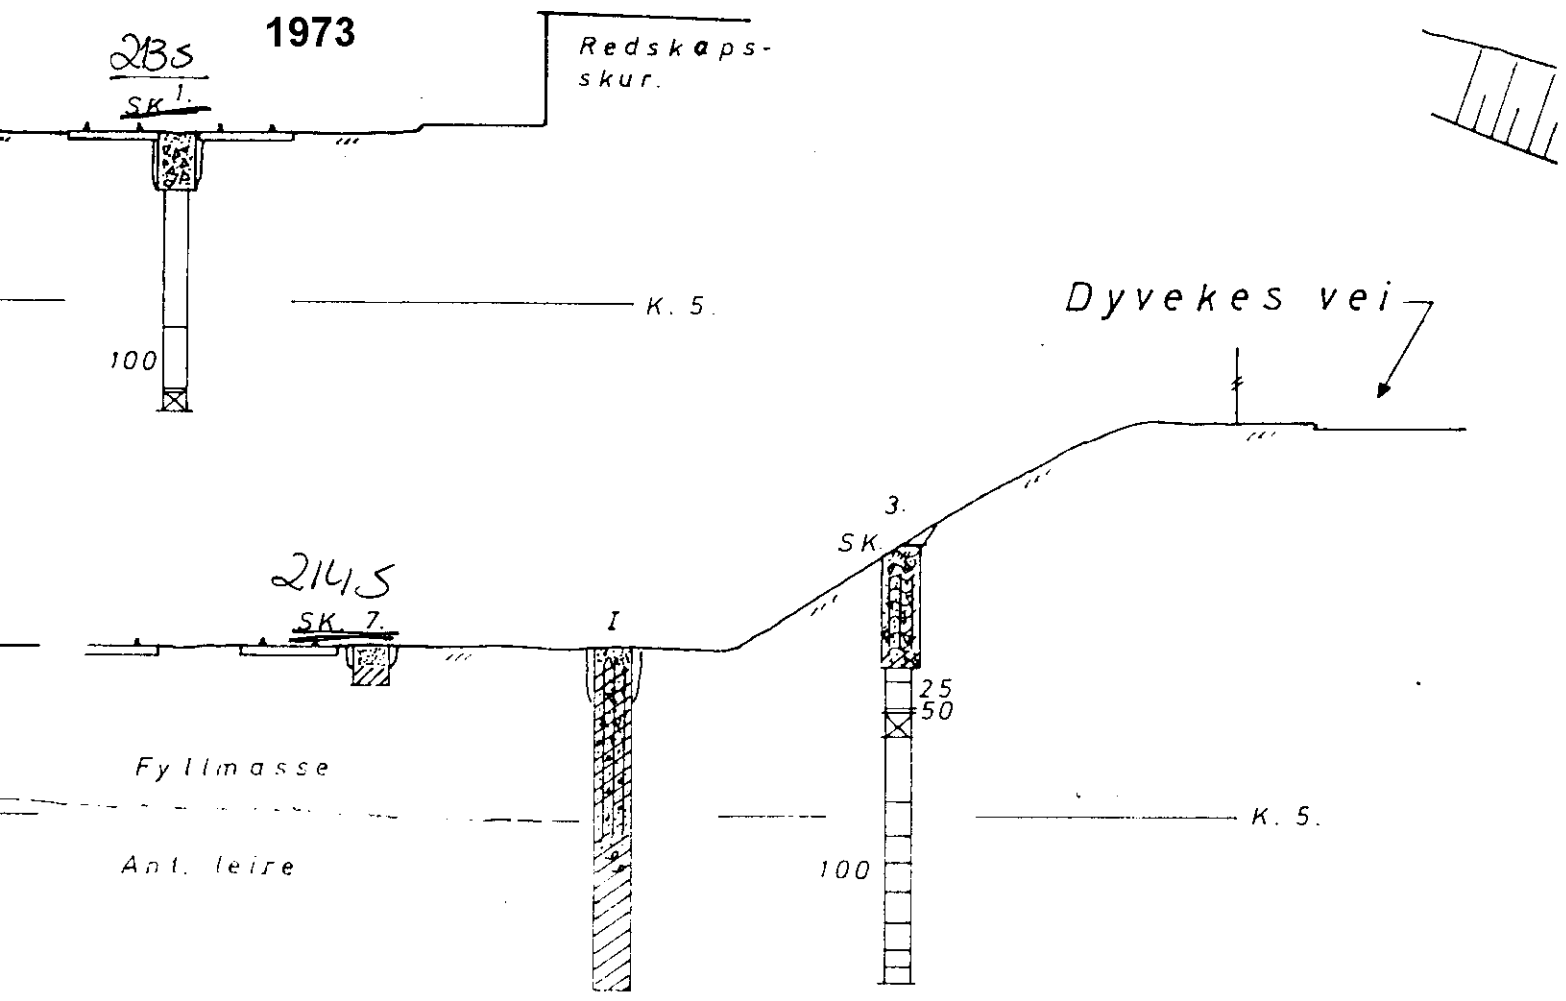 1973
213S
SK 1.
Redskaps-
skur.
K. 5.
100
Dyvekes vei
3.
SK.
214S
SK. 7.
I
25
50
Fyllmasse
K. 5.
Ant. leire
100